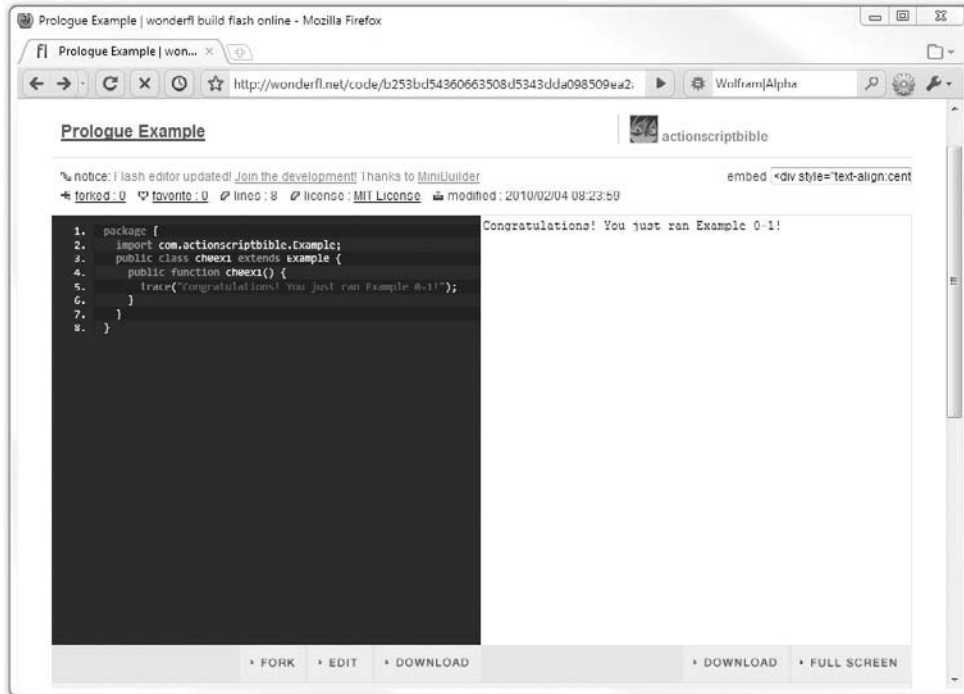 Prologue Example | wonderfl build flash online - Mozilla Firefox
fl Prologue Example | won...
http://wonderfl.net/code/b253bd54360663508d5343dda098509ea2
Wolfram|Alpha
Prologue Example
actionscriptbible
notice: Flash editor updated! Join the development! Thanks to MiniBuilder
embed <div style="text-align:cent
forked : 0 favorite : 0 lines : 8 license : MIT License modified : 2010/02/04 08:23:59
1. package {
2. import com.actionscriptbible.Example;
3. public class ch0ex1 extends Example {
4. public function ch0ex1() {
5. trace("Congratulations! You just ran Example 0-1!");
6. }
7. }
8. }
Congratulations! You just ran Example 0-1!
FORK EDIT DOWNLOAD
DOWNLOAD FULL SCREEN